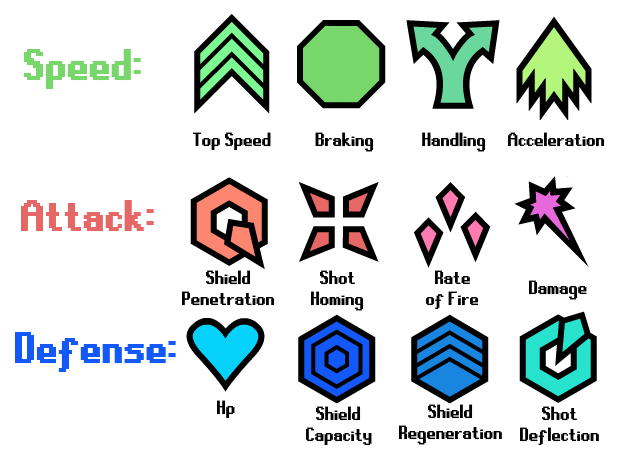 Speed:
Top Speed
Braking
Handling
Acceleration
Attack:
Shield
Penetration
Shot
Homing
Rate
of Fire
Damage
Defense:
Hp
Shield
Capacity
Shield
Regeneration
Shot
Deflection